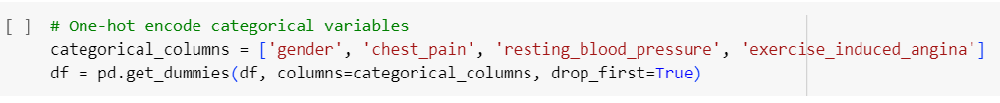 [ ] # One-hot encode categorical variables
categorical_columns = ['gender', 'chest_pain', 'resting_blood_pressure', 'exercise_induced_angina']
df = pd.get_dummies(df, columns=categorical_columns, drop_first=True)